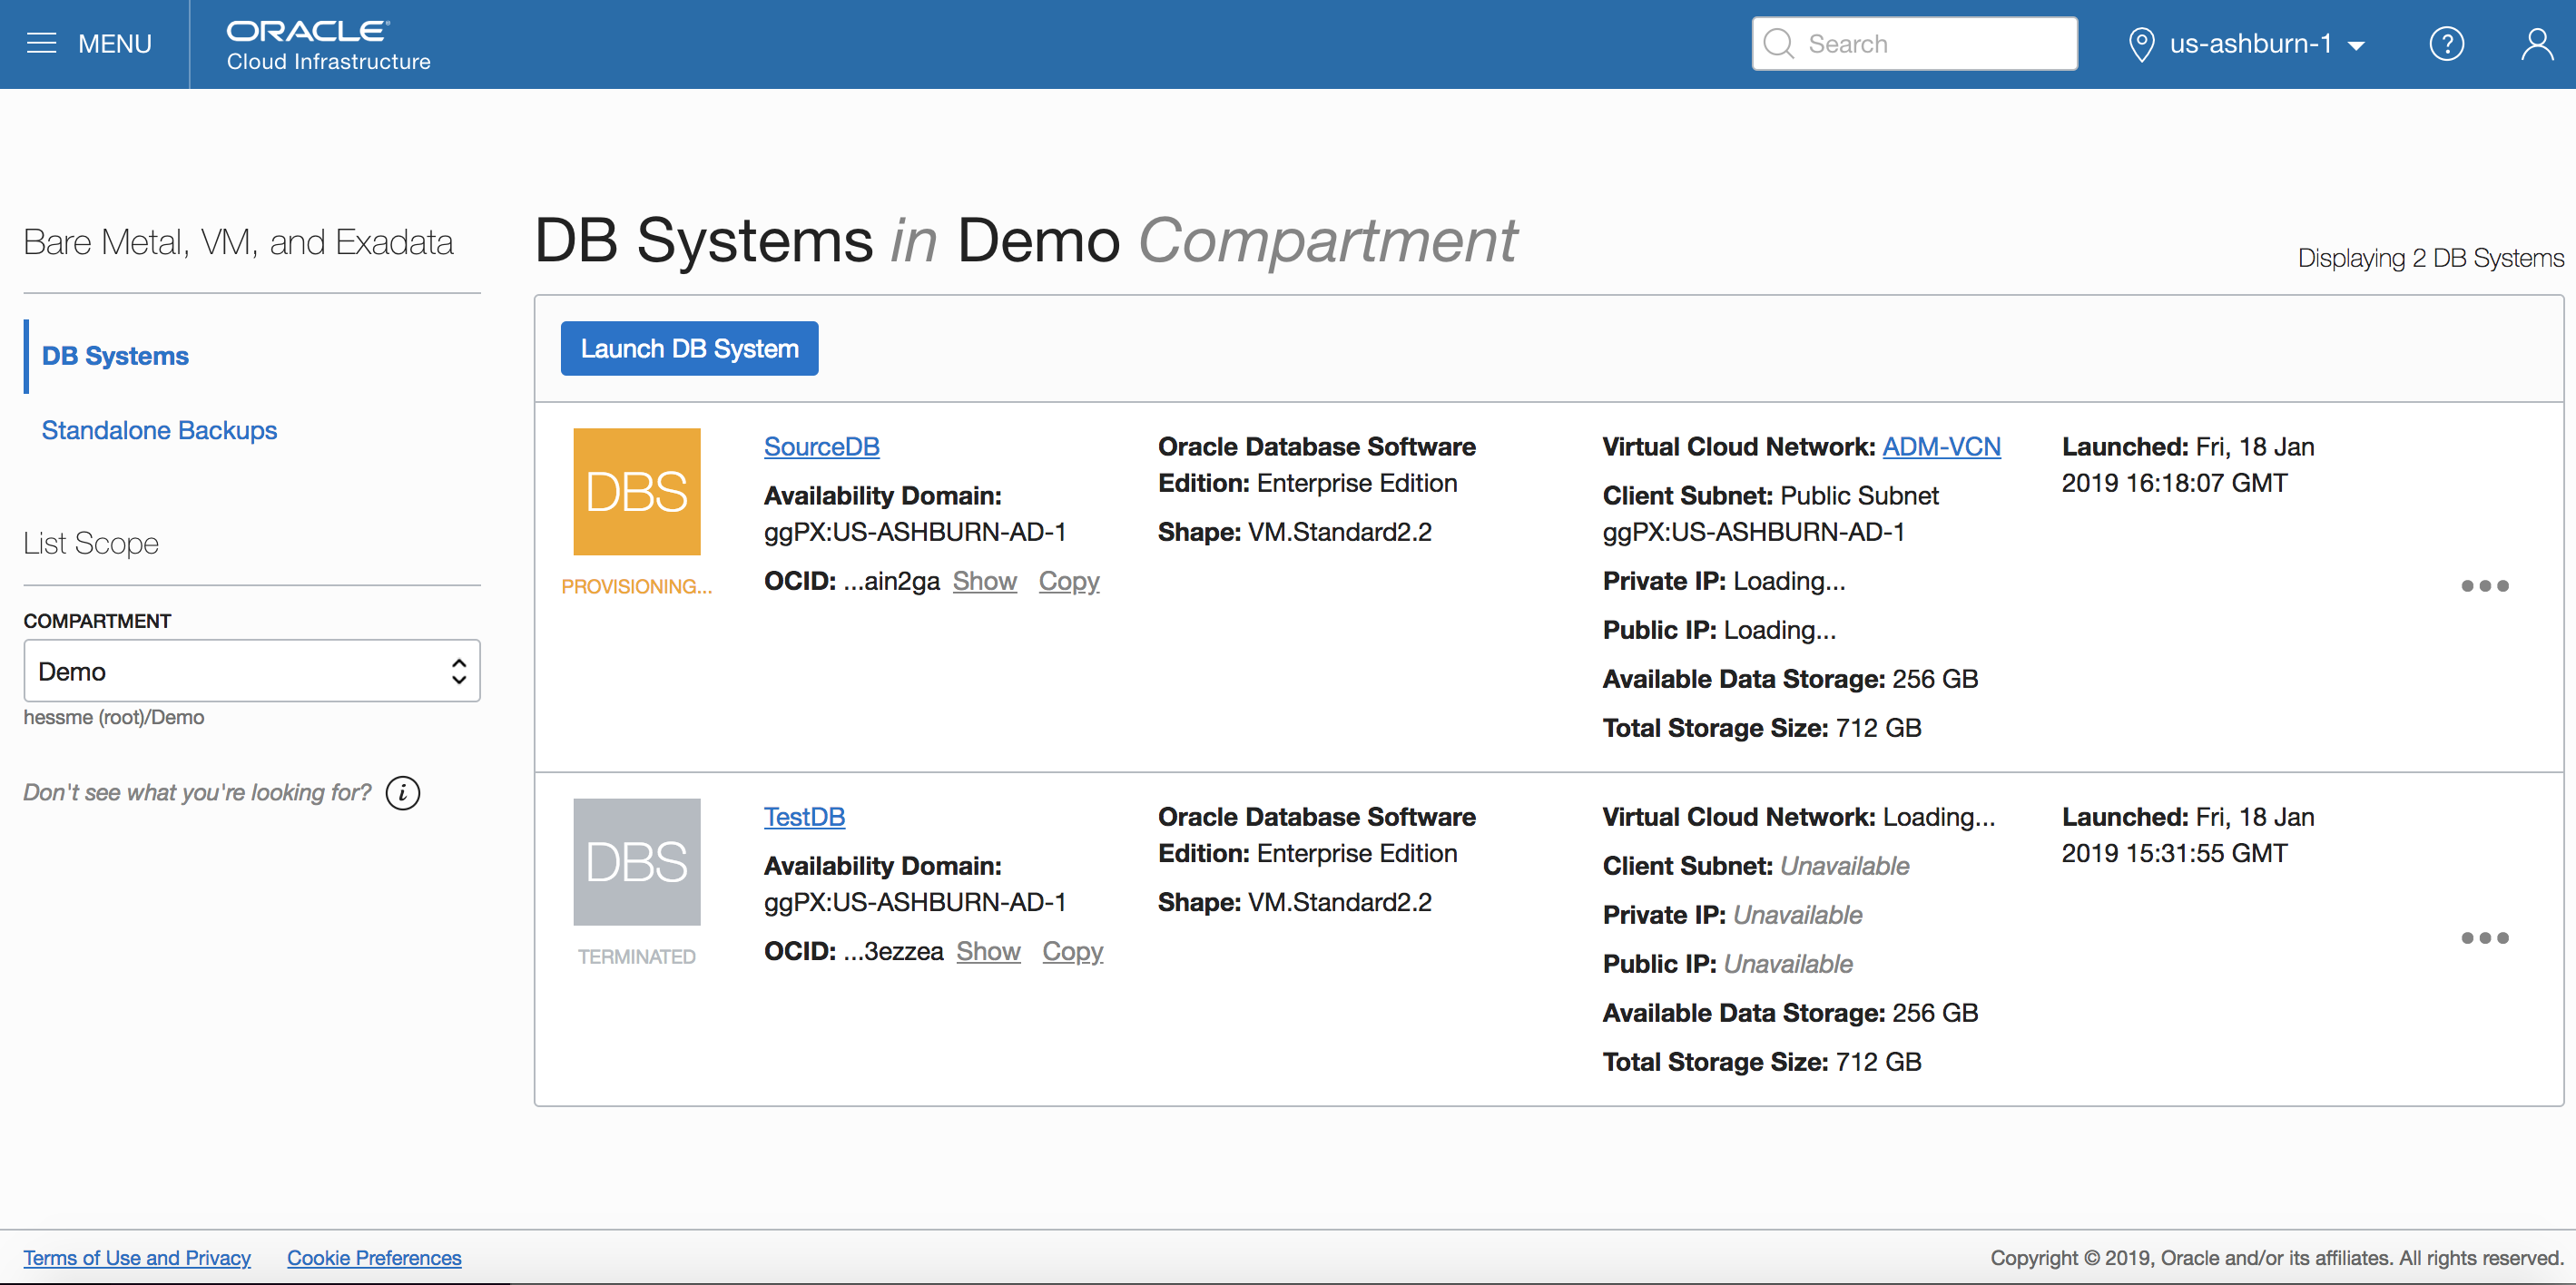 MENU
ORACLE
Cloud Infrastructure
Search
us-ashburn-1
?
Bare Metal, VM, and Exadata
DB Systems
Standalone Backups
List Scope
COMPARTMENT
Demo
hessme (root)/Demo
Don't see what you're looking for? i
DB Systems in Demo Compartment
Displaying 2 DB Systems
Launch DB System
DBS
PROVISIONING...
SourceDB
Availability Domain:
ggPX:US-ASHBURN-AD-1
OCID: ...ain2ga Show Copy
Oracle Database Software
Edition: Enterprise Edition
Shape: VM.Standard2.2
Virtual Cloud Network: ADM-VCN
Client Subnet: Public Subnet
ggPX:US-ASHBURN-AD-1
Private IP: Loading...
Public IP: Loading...
Available Data Storage: 256 GB
Total Storage Size: 712 GB
Launched: Fri, 18 Jan
2019 16:18:07 GMT
DBS
TERMINATED
TestDB
Availability Domain:
ggPX:US-ASHBURN-AD-1
OCID: ...3ezzea Show Copy
Oracle Database Software
Edition: Enterprise Edition
Shape: VM.Standard2.2
Virtual Cloud Network: Loading...
Client Subnet: Unavailable
Private IP: Unavailable
Public IP: Unavailable
Available Data Storage: 256 GB
Total Storage Size: 712 GB
Launched: Fri, 18 Jan
2019 15:31:55 GMT
Terms of Use and Privacy
Cookie Preferences
Copyright © 2019, Oracle and/or its affiliates. All rights reserved.